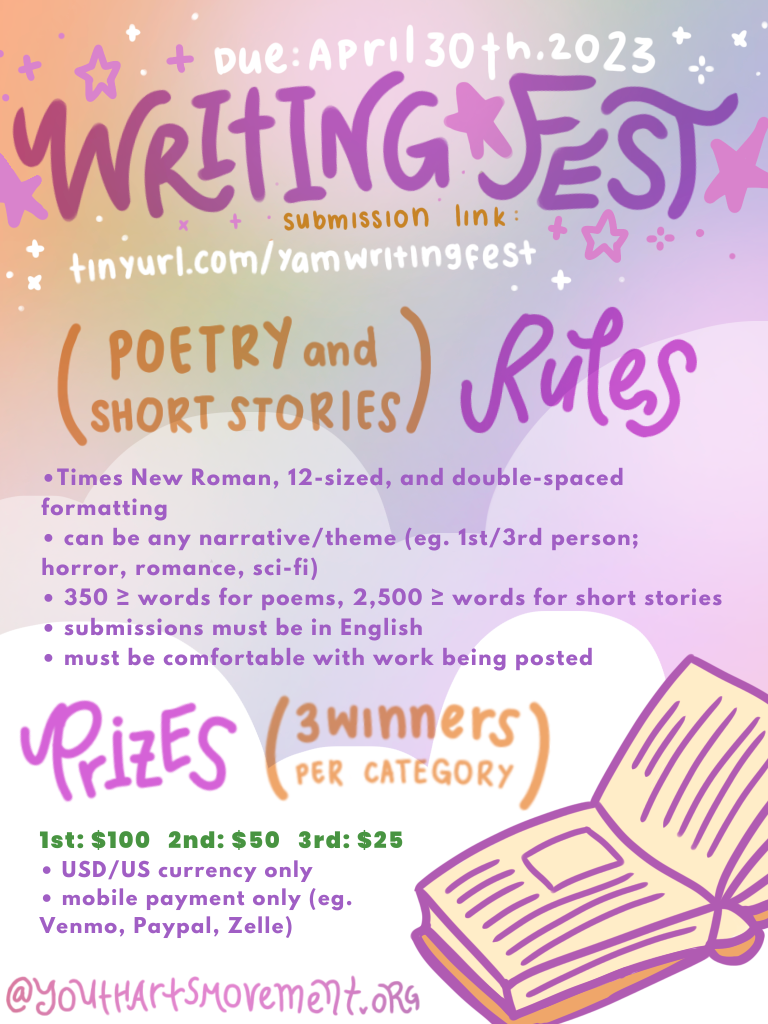 DUE: APril 30th, 2023
WRITING FEST
submission link:
tinyurl.com/yamwritingfest
(POETRY and
SHORT STORIES)
Rules
•Times New Roman, 12-sized, and double-spaced
formatting
• can be any narrative/theme (eg. 1st/3rd person;
horror, romance, sci-fi)
• 350 ≥ words for poems, 2,500 ≥ words for short stories
• submissions must be in English
• must be comfortable with work being posted
PrizES
(3 winners
PER CATEGORY)
1st: $100 2nd: $50 3rd: $25
• USD/US currency only
• mobile payment only (eg.
Venmo, Paypal, Zelle)
@youthartsmovement.org